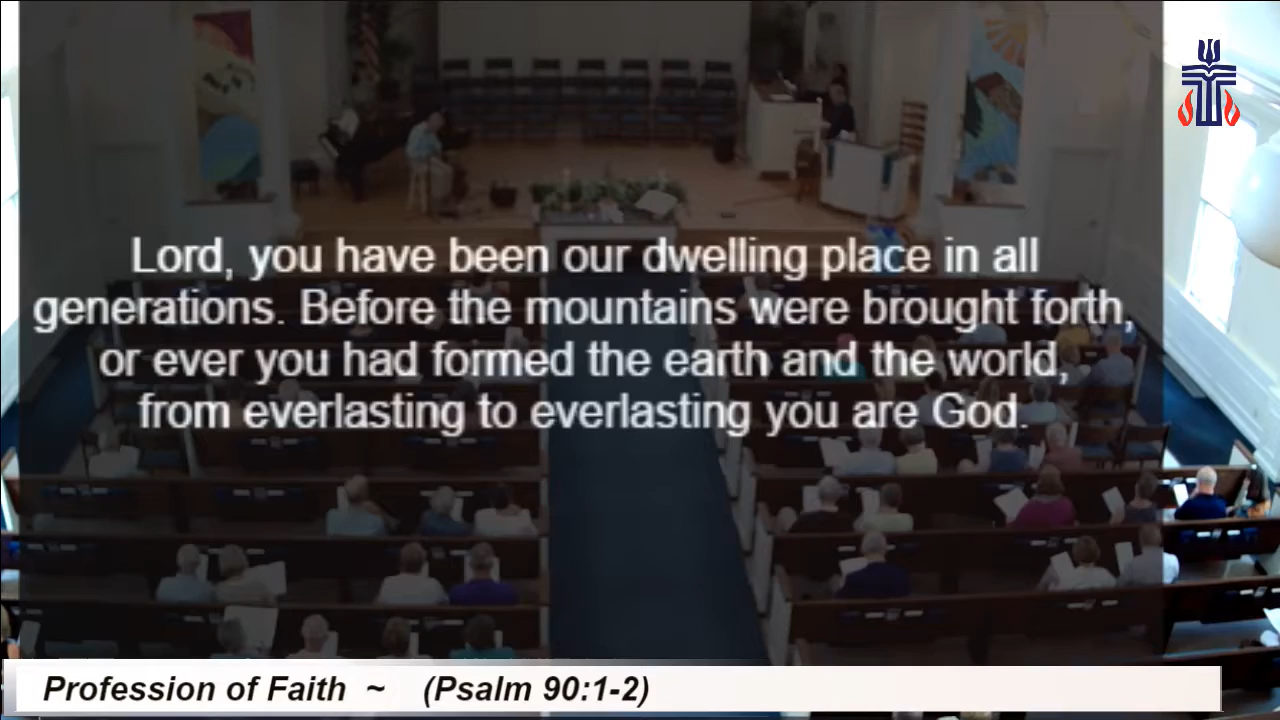 Lord, you have been our dwelling place in all
generations. Before the mountains were brought forth,
or ever you had formed the earth and the world,
from everlasting to everlasting you are God.
Profession of Faith ~ (Psalm 90:1-2)